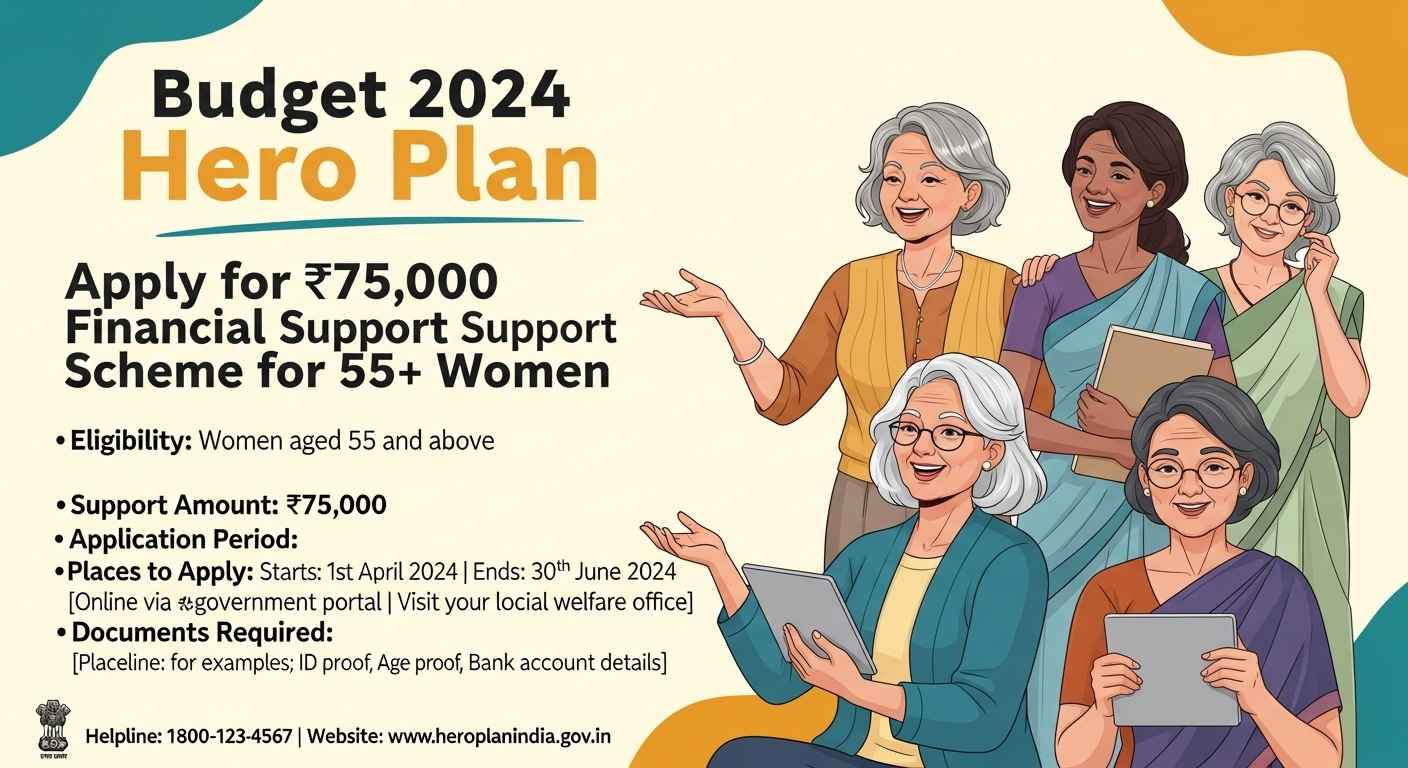 Budget 2024
Hero Plan
Apply for ₹75,000
Financial Support Support
Scheme for 55+ Women
• Eligibility: Women aged 55 and above
• Support Amount: ₹75,000
• Application Period:
• Places to Apply: Starts: 1st April 2024 | Ends: 30th June 2024
[Online via government portal | Visit your locial welfare office]
• Documents Required:
[Placeline: for examples; ID proof, Age proof, Bank account details]
Helpline: 1800-123-4567 | Website: www.heroplanindia.gov.in